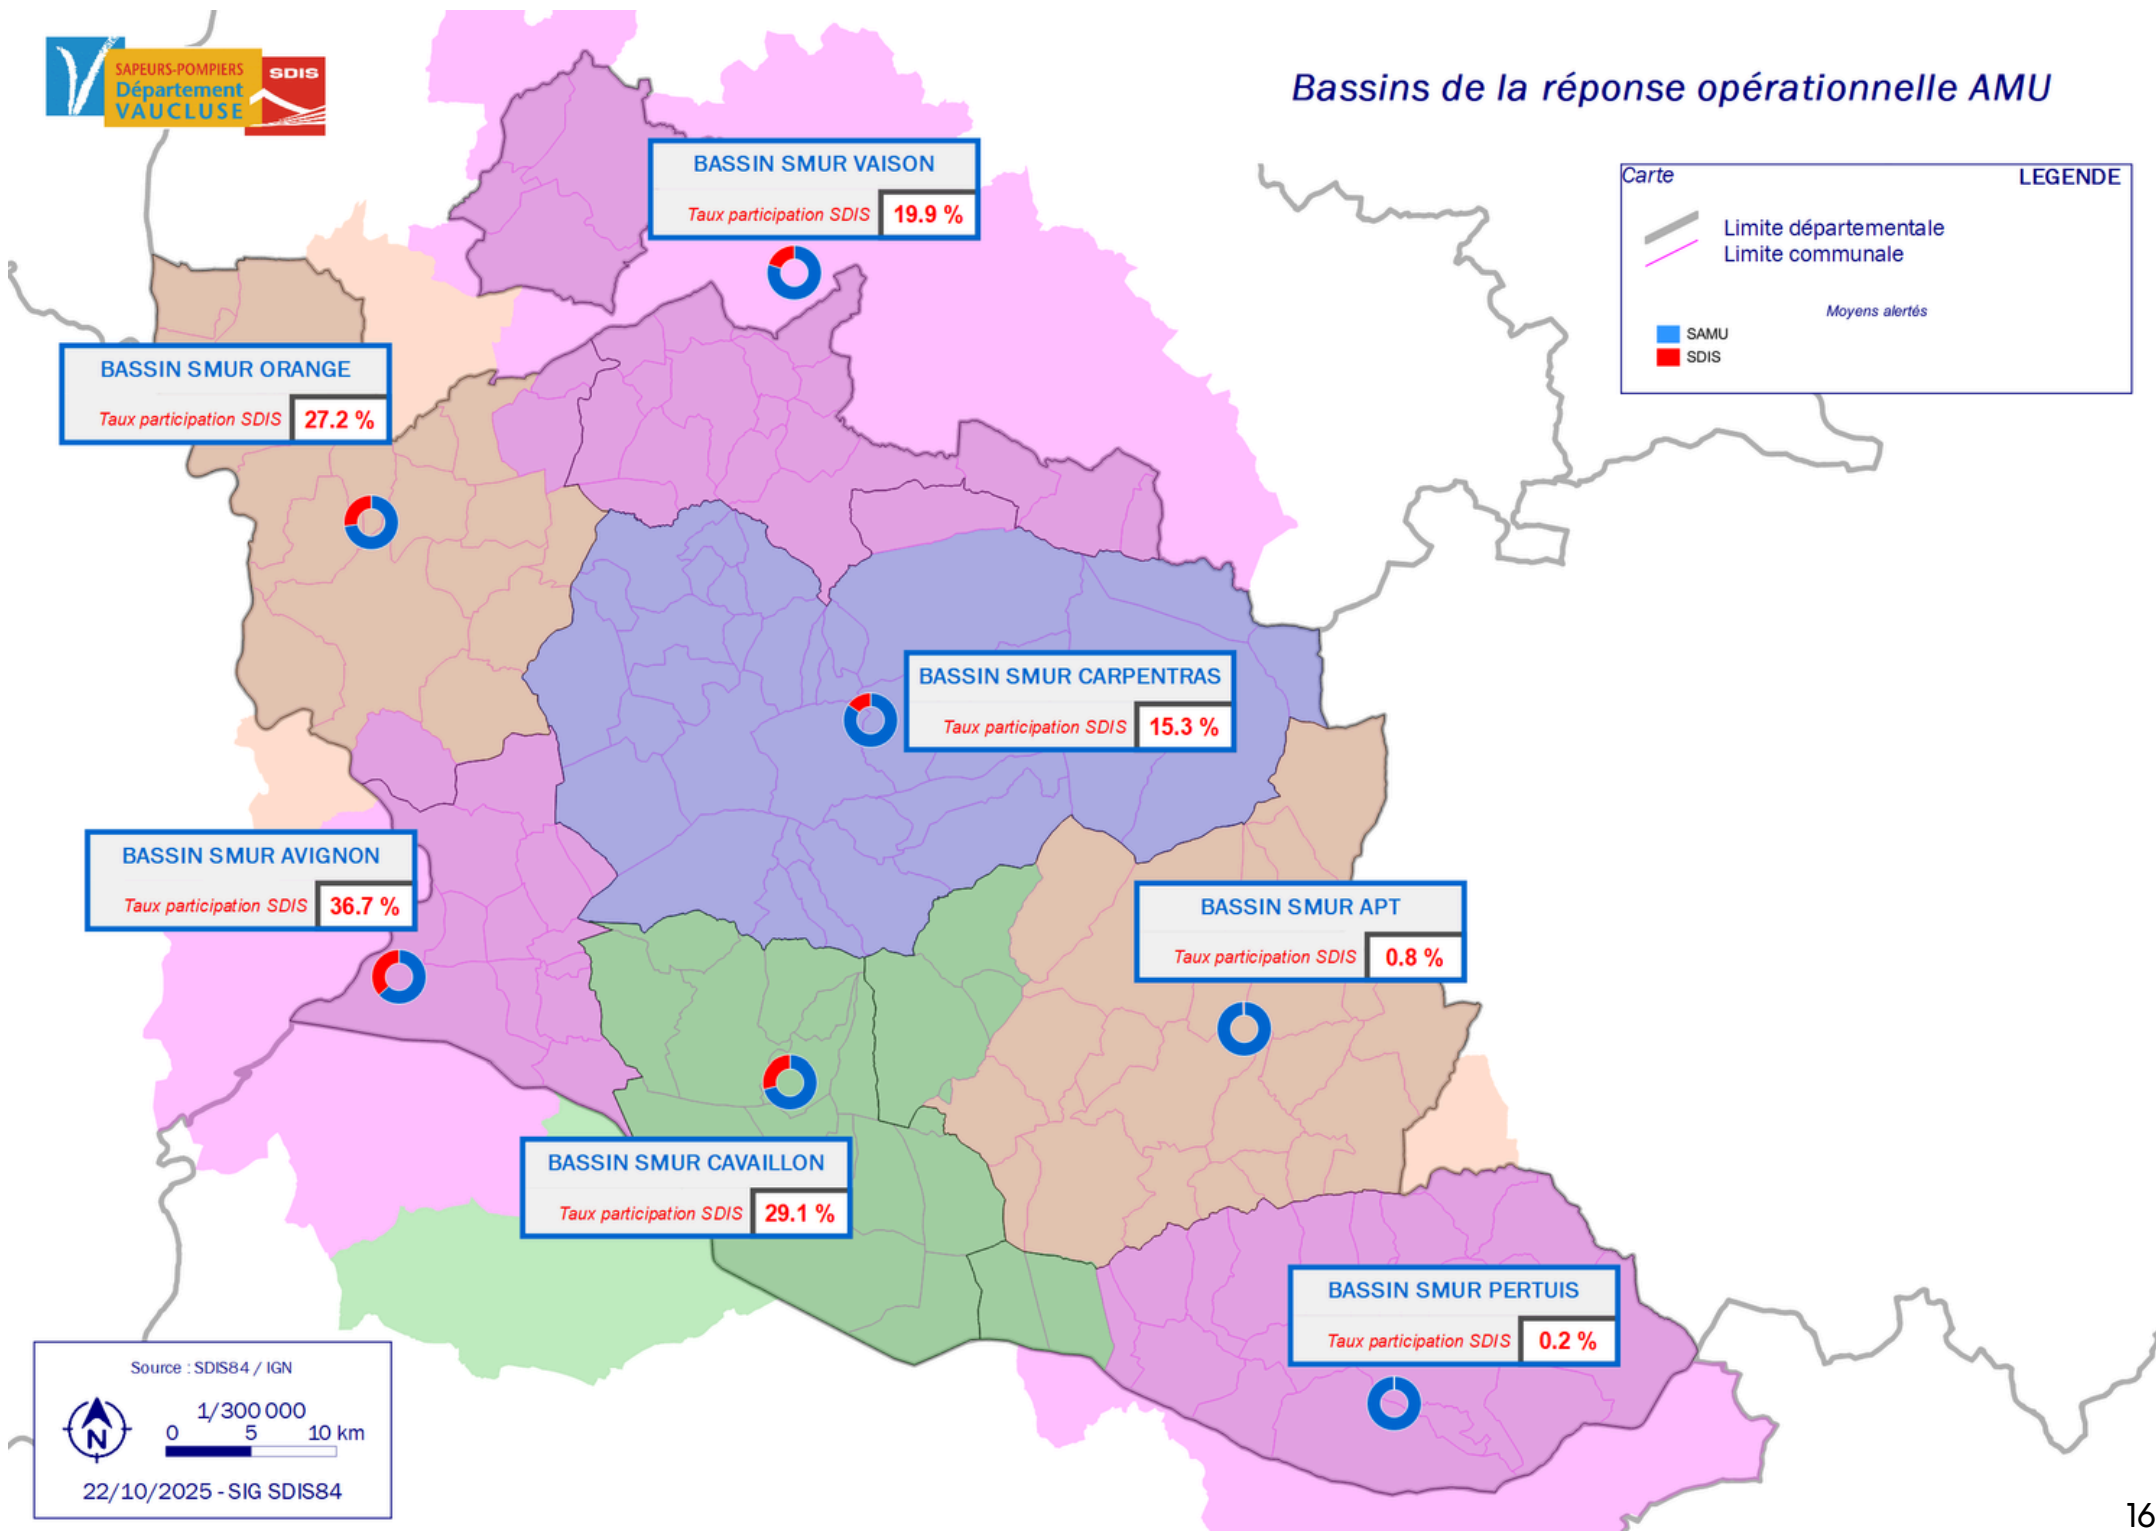 SAPEURS-POMPIERS
Département
VAUCLUSE
SDIS
Bassins de la réponse opérationnelle AMU
Carte
LEGENDE
Limite départementale
Limite communale
Moyens alertés
SAMU
SDIS
BASSIN SMUR VAISON
Taux participation SDIS 19.9 %
BASSIN SMUR ORANGE
Taux participation SDIS 27.2 %
BASSIN SMUR CARPENTRAS
Taux participation SDIS 15.3 %
BASSIN SMUR AVIGNON
Taux participation SDIS 36.7 %
BASSIN SMUR APT
Taux participation SDIS 0.8 %
BASSIN SMUR CAVAILLON
Taux participation SDIS 29.1 %
BASSIN SMUR PERTUIS
Taux participation SDIS 0.2 %
Source : SDIS84 / IGN
1/300 000
0 5 10 km
N
22/10/2025 - SIG SDIS84
16